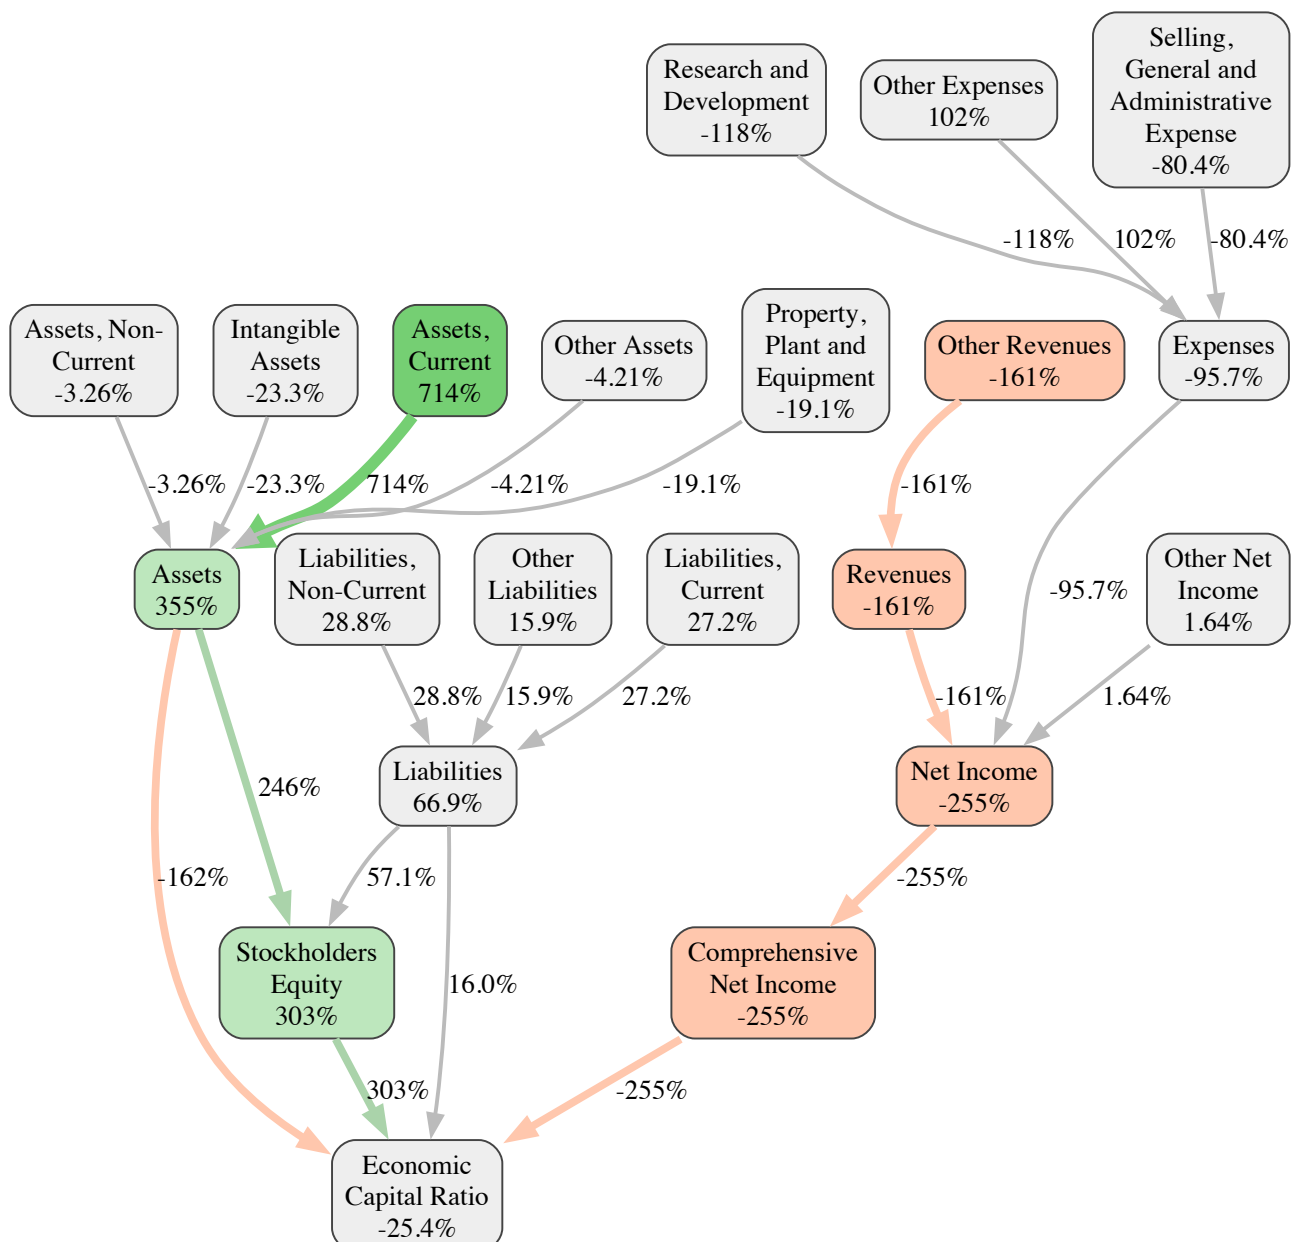 Selling,
General and
Administrative
Expense
-80.4%
Research and
Development
-118%
Other Expenses
102%
-118%
102%
-80.4%
Assets, Non-
Current
-3.26%
Intangible
Assets
-23.3%
Assets,
Current
714%
Other Assets
-4.21%
Property,
Plant and
Equipment
-19.1%
Other Revenues
-161%
Expenses
-95.7%
-3.26%
-23.3%
714%
-4.21%
-19.1%
-161%
Assets
355%
Liabilities,
Non-Current
28.8%
Other
Liabilities
15.9%
Liabilities,
Current
27.2%
Revenues
-161%
-95.7%
Other Net
Income
1.64%
28.8%
15.9%
27.2%
-161%
1.64%
246%
Liabilities
66.9%
Net Income
-255%
-162%
57.1%
-255%
Stockholders
Equity
303%
16.0%
Comprehensive
Net Income
-255%
303%
-255%
Economic
Capital Ratio
-25.4%